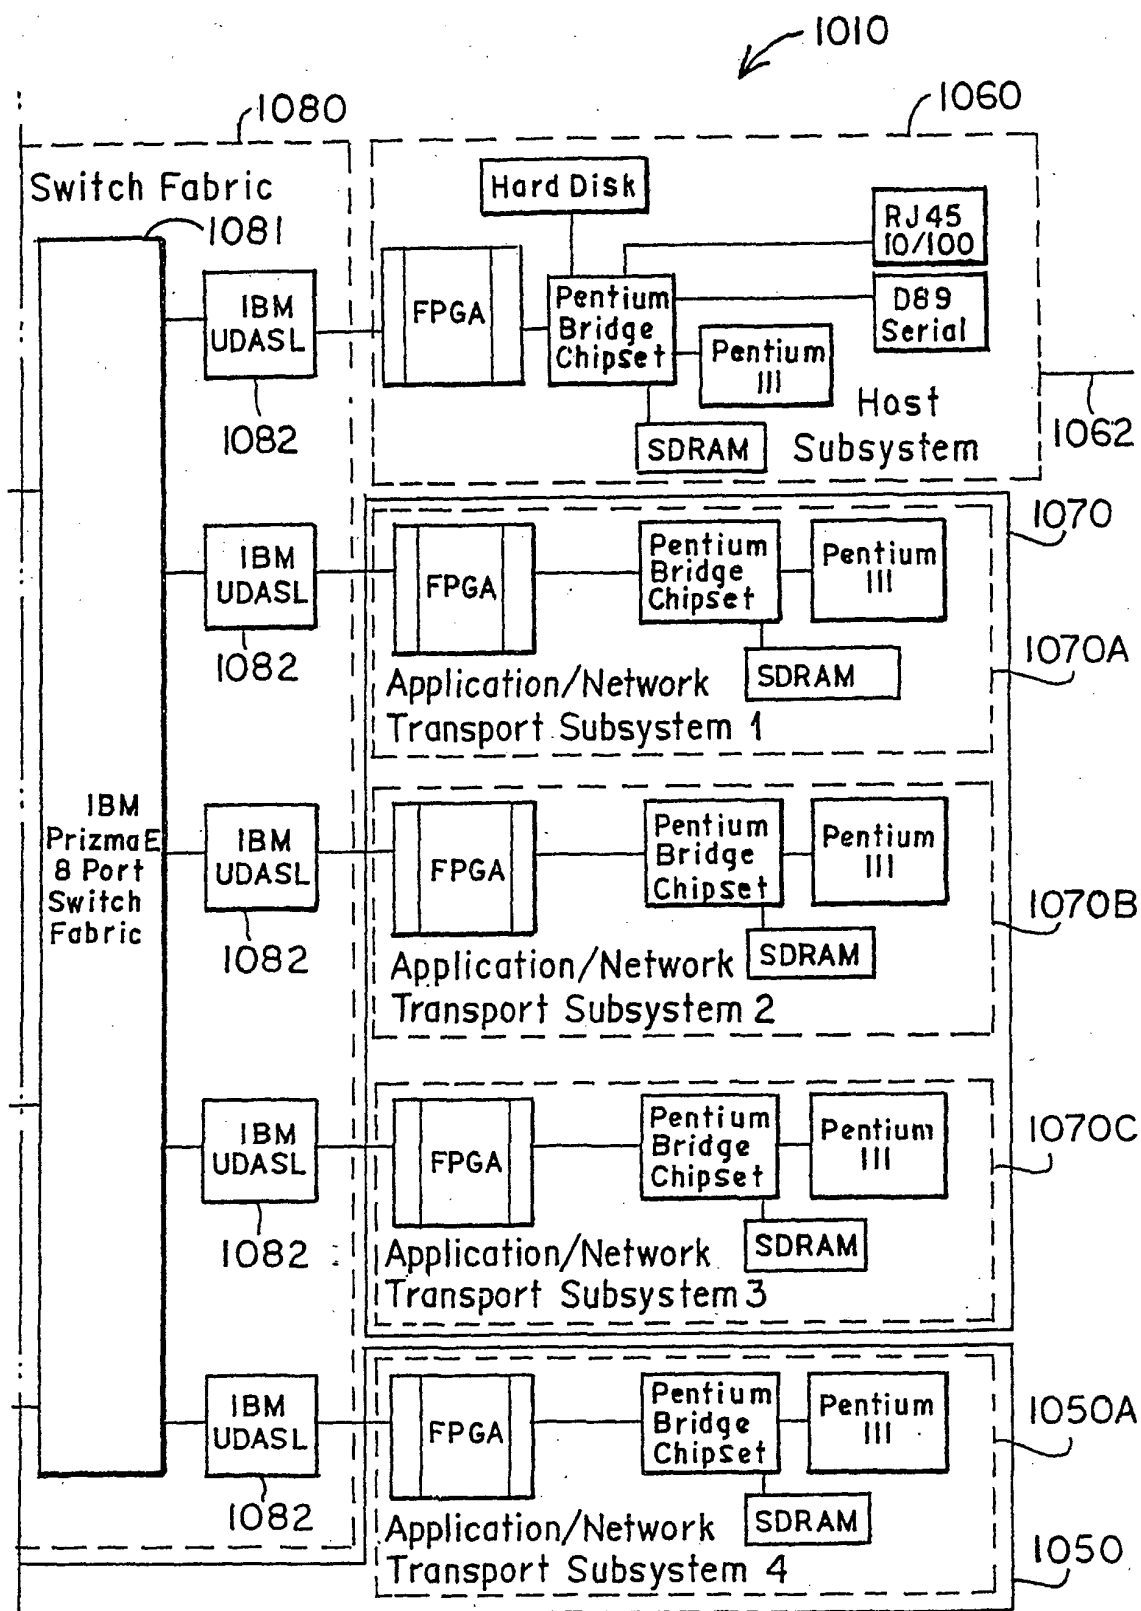 1010
1080
1060
Switch Fabric
1081
Hard Disk
RJ45
10/100
D89
Serial
IBM
UDASL
FPGA
Pentium
Bridge
Chipset
Pentium
III
SDRAM
Host
Subsystem
1082
1062
IBM
UDASL
1082
FPGA
Pentium
Bridge
Chipset
Pentium
III
SDRAM
Application/Network
Transport Subsystem 1
1070
1070A
IBM
PrizmaE
8 Port
Switch
Fabric
IBM
UDASL
1082
FPGA
Pentium
Bridge
Chipset
Pentium
III
SDRAM
Application/Network
Transport Subsystem 2
1070B
IBM
UDASL
1082
FPGA
Pentium
Bridge
Chipset
Pentium
III
SDRAM
Application/Network
Transport Subsystem 3
1070C
IBM
UDASL
1082
FPGA
Pentium
Bridge
Chipset
Pentium
III
SDRAM
Application/Network
Transport Subsystem 4
1050A
1050